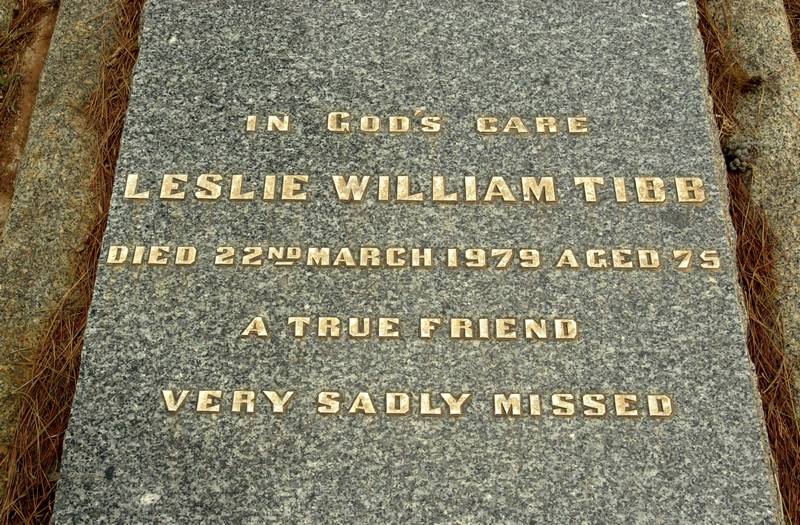 IN GOD'S CARE
LESLIE WILLIAM TIBB
DIED 22ND MARCH 1979 AGED 75
A TRUE FRIEND
VERY SADLY MISSED